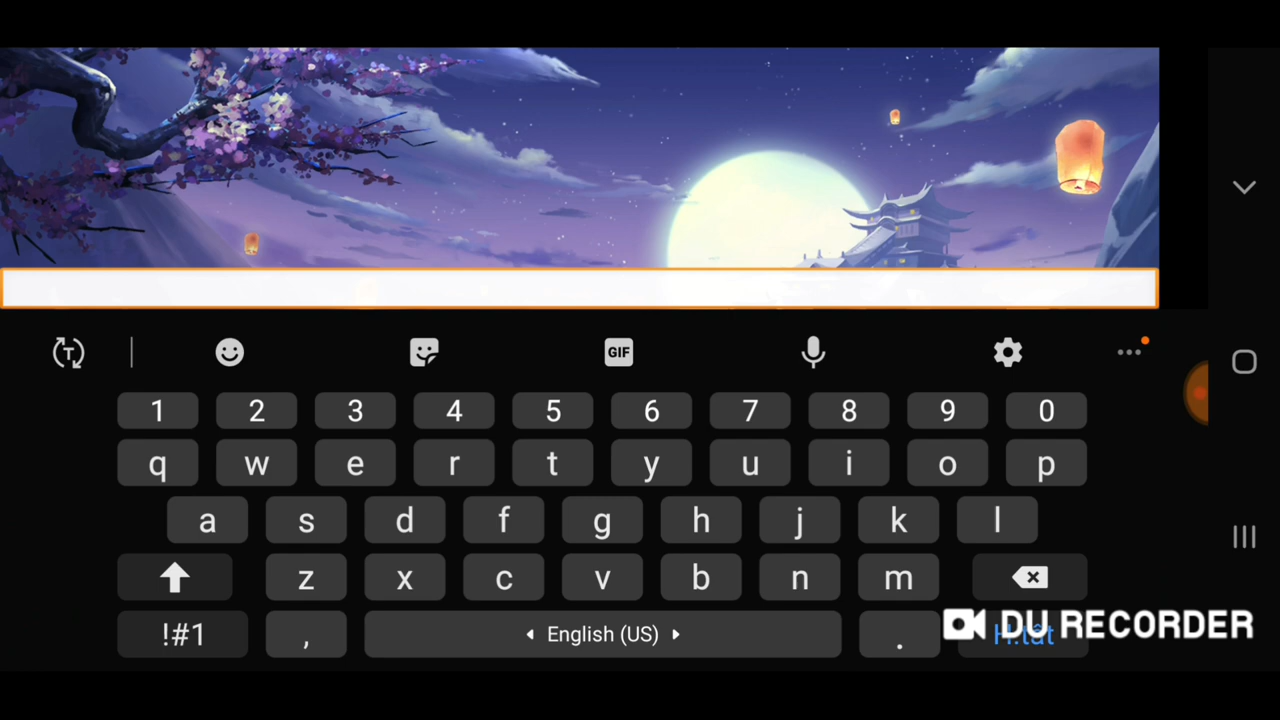 T
GIF
1 2 3 4 5 6 7 8 9 0
q w e r t y u i o p
a s d f g h j k l
z x c v b n m
!#1 , English (US) .
DU RECORDER